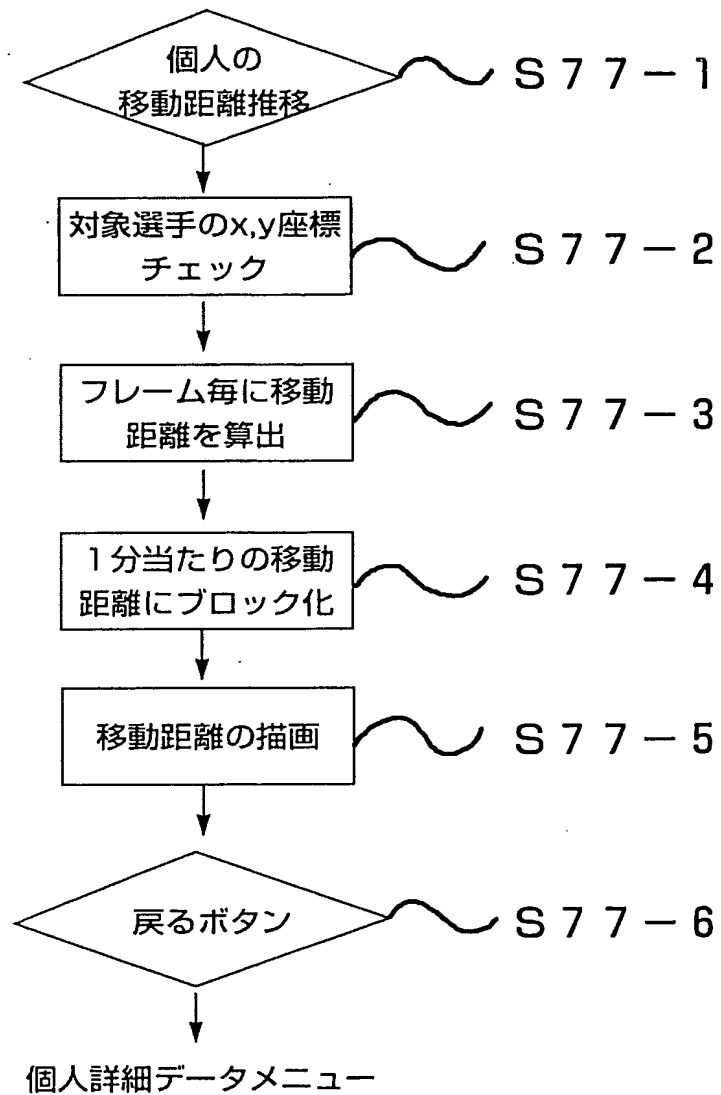 個人の
移動距離推移
S77-1
対象選手のx,y座標
チェック
S77-2
フレーム毎に移動
距離を算出
S77-3
1分当たりの移動
距離にブロック化
S77-4
移動距離の描画
S77-5
戻るボタン
S77-6
個人詳細データメニュー